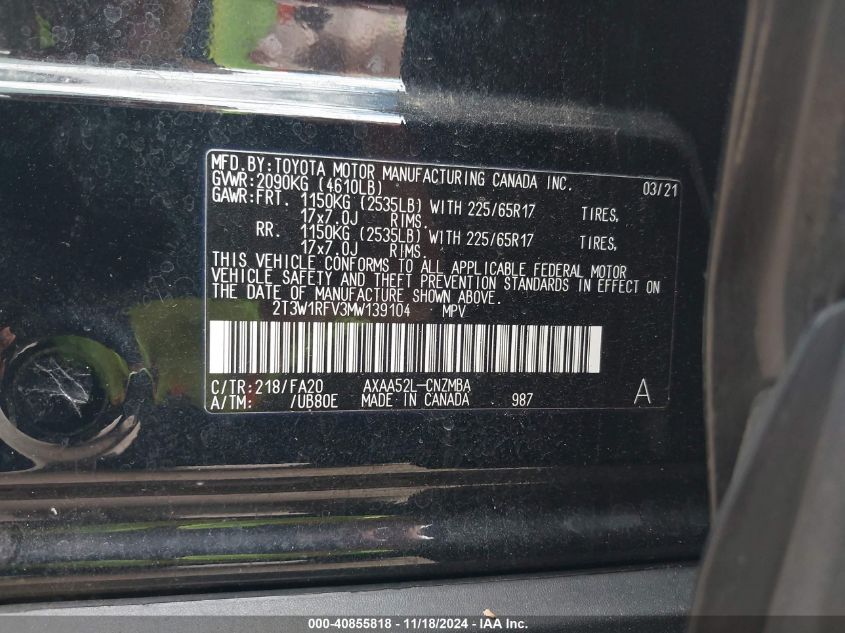 MFD.BY:TOYOTA MOTOR MANUFACTURING CANADA INC. 03/21
GVWR:2090KG (4610LB)
GAWR:FRT. 1150KG (2535LB) WITH 225/65R17 TIRES,
17x7.0J RIMS.
RR. 1150KG (2535LB) WITH 225/65R17 TIRES,
17x7.0J RIMS.
THIS VEHICLE CONFORMS TO ALL APPLICABLE FEDERAL MOTOR
VEHICLE SAFETY AND THEFT PREVENTION STANDARDS IN EFFECT ON
THE DATE OF MANUFACTURE SHOWN ABOVE.
2T3W1RFV3MW139104 MPV
C/TR:218/FA20 AXAA52L-CNZMBA A
A/TM: /UB80E MADE IN CANADA 987
000-40855818 - 11/18/2024 - IAA Inc.